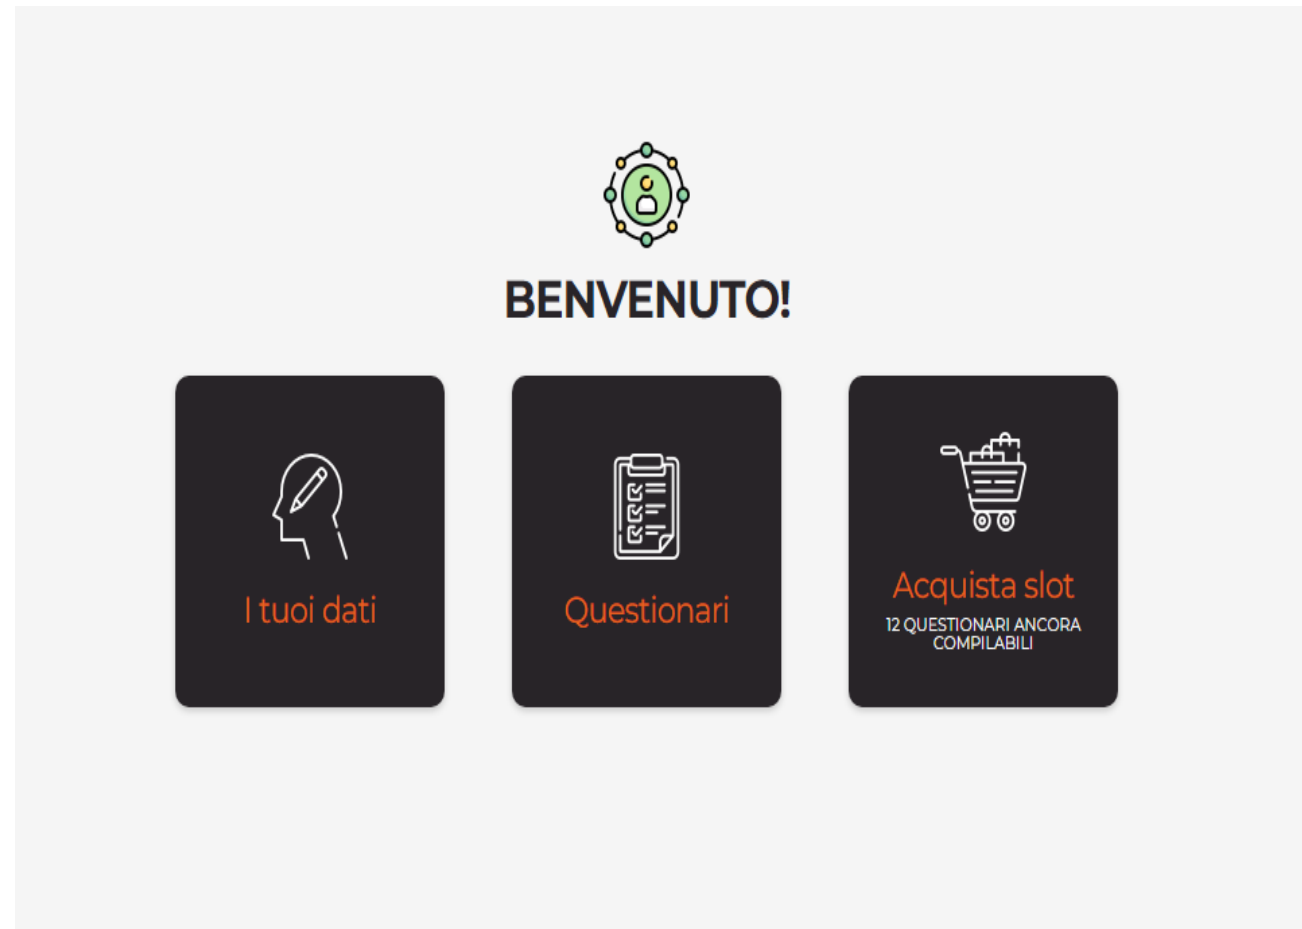 BENVENUTO!
I tuoi dati
Questionari
Acquista slot
12 QUESTIONARI ANCORA
COMPILABILI